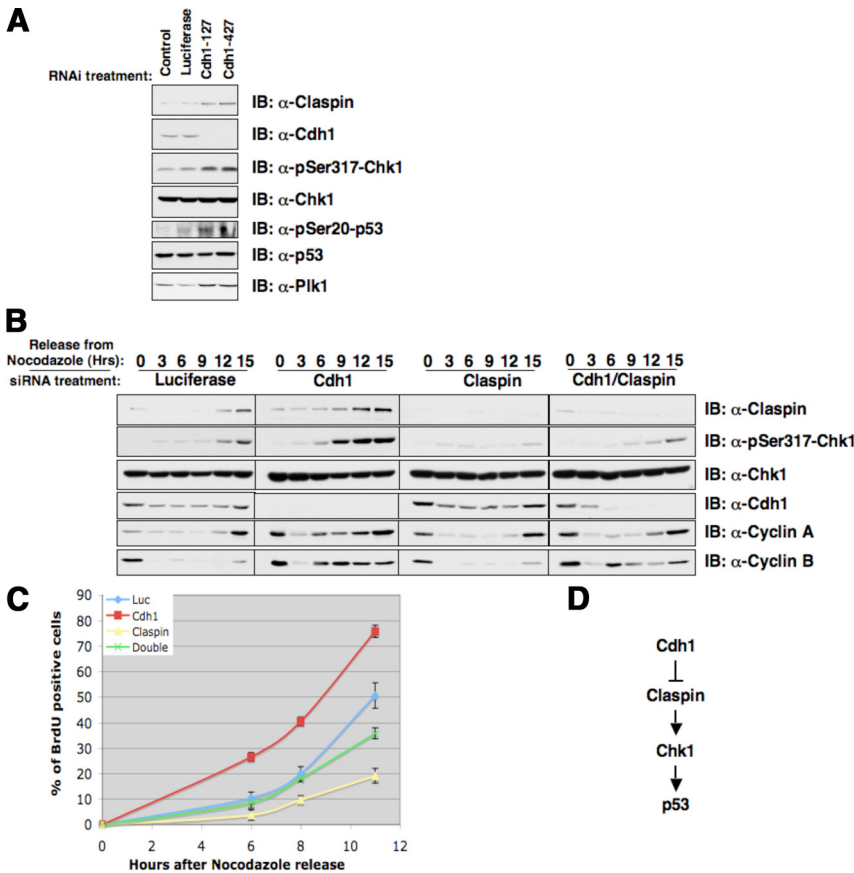 A
RNAi treatment: Control Luciferase Cdh1-127 Cdh1-427
IB: α-Claspin
IB: α-Cdh1
IB: α-pSer317-Chk1
IB: α-Chk1
IB: α-pSer20-p53
IB: α-p53
IB: α-Plk1
B
Release from
Nocodazole (Hrs): 0 3 6 9 12 15 0 3 6 9 12 15 0 3 6 9 12 15 0 3 6 9 12 15
siRNA treatment: Luciferase Cdh1 Claspin Cdh1/Claspin
IB: α-Claspin
IB: α-pSer317-Chk1
IB: α-Chk1
IB: α-Cdh1
IB: α-Cyclin A
IB: α-Cyclin B
C
% of BrdU positive cells
90
80
70
60
50
40
30
20
10
0
Luc
Cdh1
Claspin
Double
0 2 4 6 8 10 12
Hours after Nocodazole release
D
Cdh1
Claspin
Chk1
p53